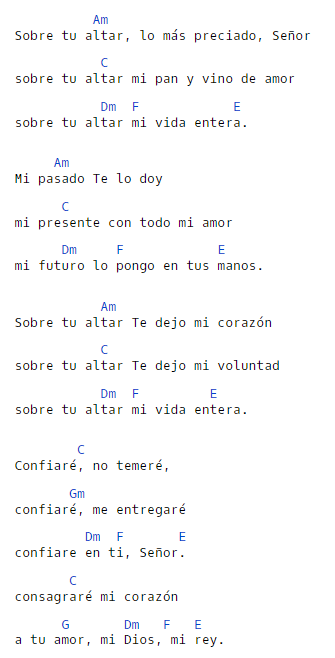 Am
Sobre tu altar, lo más preciado, Señor
C
sobre tu altar mi pan y vino de amor
Dm F E
sobre tu altar mi vida entera.
Am
Mi pasado Te lo doy
C
mi presente con todo mi amor
Dm F E
mi futuro lo pongo en tus manos.
Am
Sobre tu altar Te dejo mi corazón
C
sobre tu altar Te dejo mi voluntad
Dm F E
sobre tu altar mi vida entera.
C
Confiaré, no temeré,
Gm
confiaré, me entregaré
Dm F E
confiare en ti, Señor.
C
consagraré mi corazón
G Dm F E
a tu amor, mi Dios, mi rey.